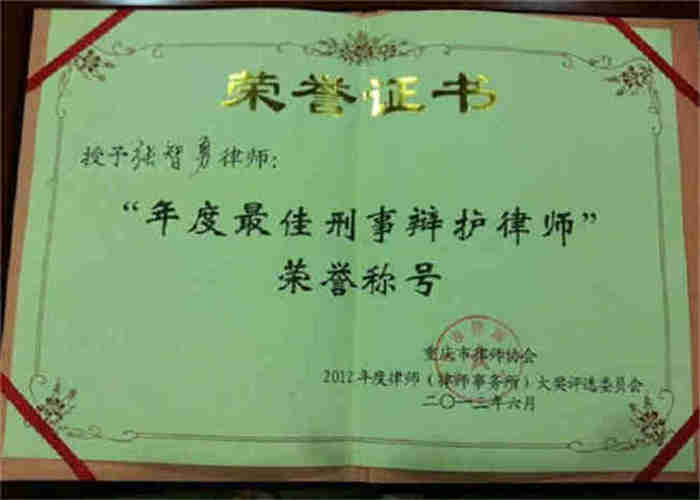 荣誉证书
授予张智勇律师:
“年度最佳刑事辩护律师”
荣誉称号
重庆市律师协会
2012年度律师(律师事务所)大奖评选委员会
二〇一三年六月